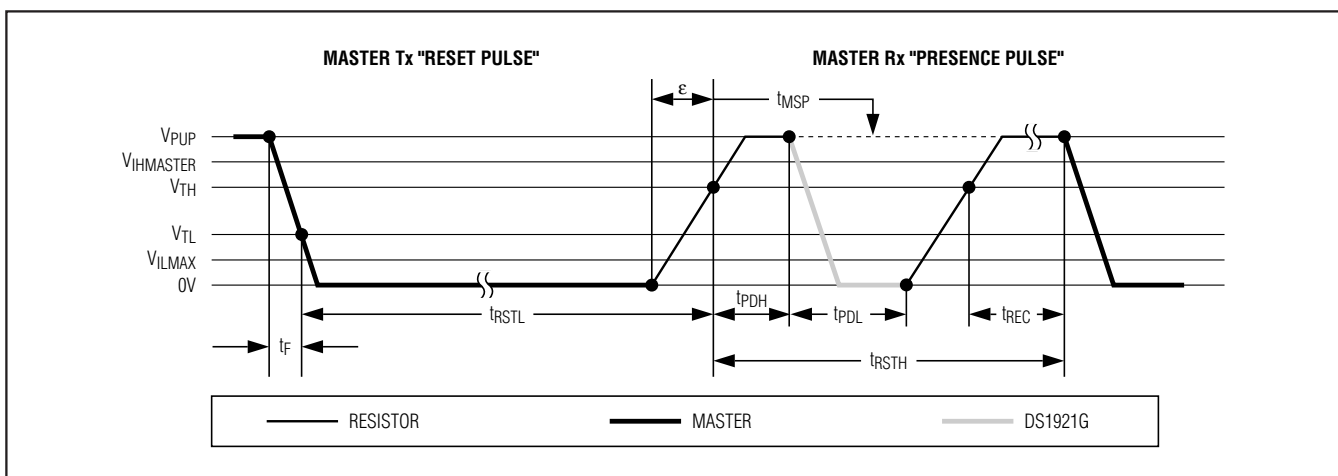 MASTER Tx "RESET PULSE"
MASTER Rx "PRESENCE PULSE"
ε
tMSP
VPUP
VIHMASTER
VTH
VTL
VILMAX
0V
tRSTL
tPDH
tPDL
tREC
tF
tRSTH
RESISTOR
MASTER
DS1921G